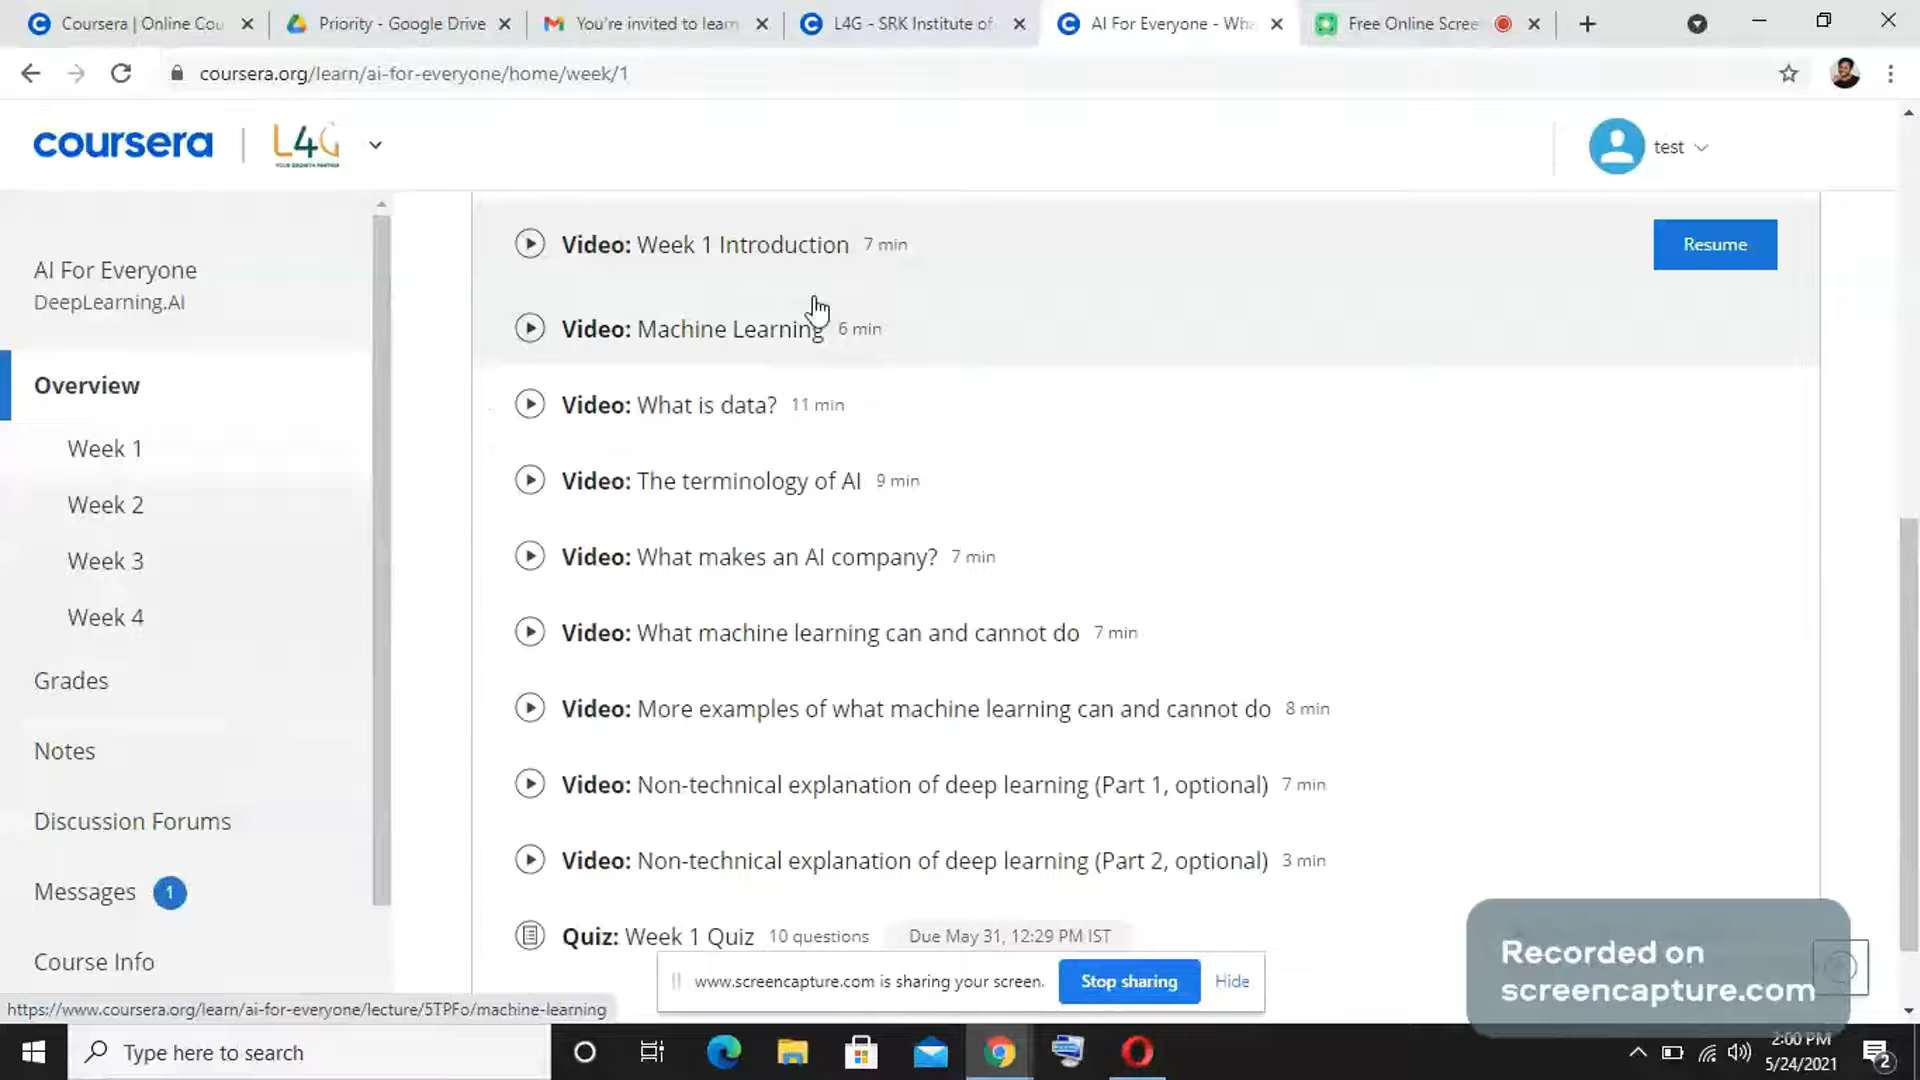 Coursera | Online Cou
Priority - Google Drive
You're invited to learn
L4G - SRK Institute of
AI For Everyone - Wha
Free Online Scree
coursera.org/learn/ai-for-everyone/home/week/1
coursera
L4G
YOUR GROWTH PARTNER
test
AI For Everyone
DeepLearning.AI
Overview
Week 1
Week 2
Week 3
Week 4
Grades
Notes
Discussion Forums
Messages 1
Course Info
Video: Week 1 Introduction 7 min
Resume
Video: Machine Learning 6 min
Video: What is data? 11 min
Video: The terminology of AI 9 min
Video: What makes an AI company? 7 min
Video: What machine learning can and cannot do 7 min
Video: More examples of what machine learning can and cannot do 8 min
Video: Non-technical explanation of deep learning (Part 1, optional) 7 min
Video: Non-technical explanation of deep learning (Part 2, optional) 3 min
Quiz: Week 1 Quiz 10 questions Due May 31, 12:29 PM IST
www.screencapture.com is sharing your screen. Stop sharing Hide
Recorded on
screencapture.com
https://www.coursera.org/learn/ai-for-everyone/lecture/5TPFo/machine-learning
Type here to search
2:00 PM
5/24/2021
2